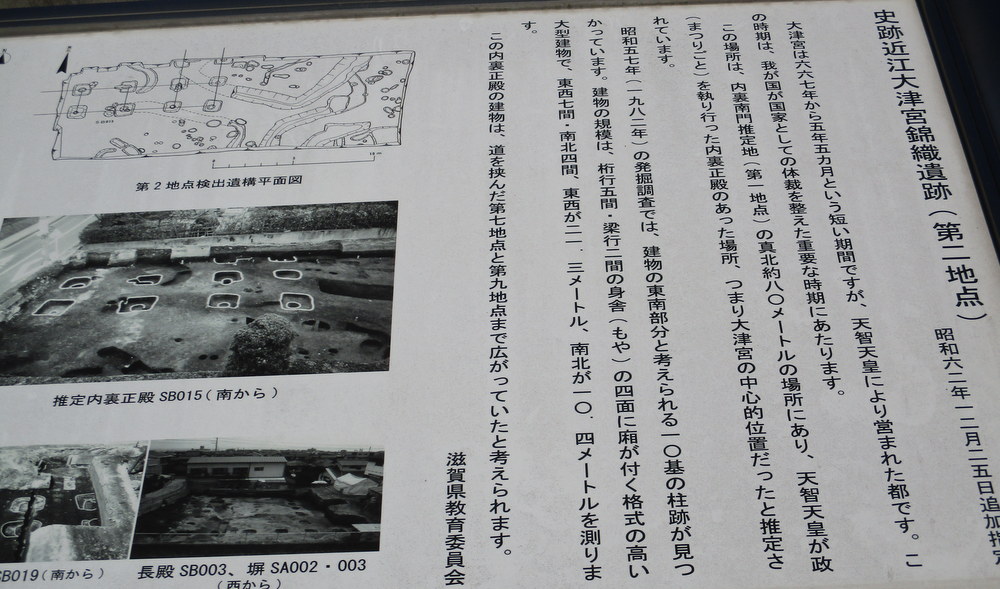 史跡近江大津宮錦織遺跡(第二地点)
昭和六二年一二月二五日追加指定
大津宮は六六七年から五年五カ月という短い期間ですが、天智天皇により営まれた都です。こ
の時期は、我が国が国家としての体裁を整えた重要な時期にあたります。
この場所は、内裏南門推定地(第一地点)の真北約八〇メートルの場所にあり、天智天皇が政
(まつりごと)を執り行った内裏正殿のあった場所、つまり大津宮の中心的位置だったと推定さ
れています。
昭和五七年(一九八二年)の発掘調査では、建物の東南部分と考えられる一〇基の柱跡が見つ
かっています。建物の規模は、桁行五間・梁行二間の身舎(もや)の四面に廂が付く格式の高い
大型建物で、東西七間・南北四間、東西が二一．三メートル、南北が一〇．四メートルを測りま
す。
この内裏正殿の建物は、道を挟んだ第七地点と第九地点まで広がっていたと考えられます。
滋賀県教育委員会
第2地点検出遺構平面図
推定内裏正殿SB015(南から)
SB019(南から)
長殿SB003、塀SA002・003
(西から)